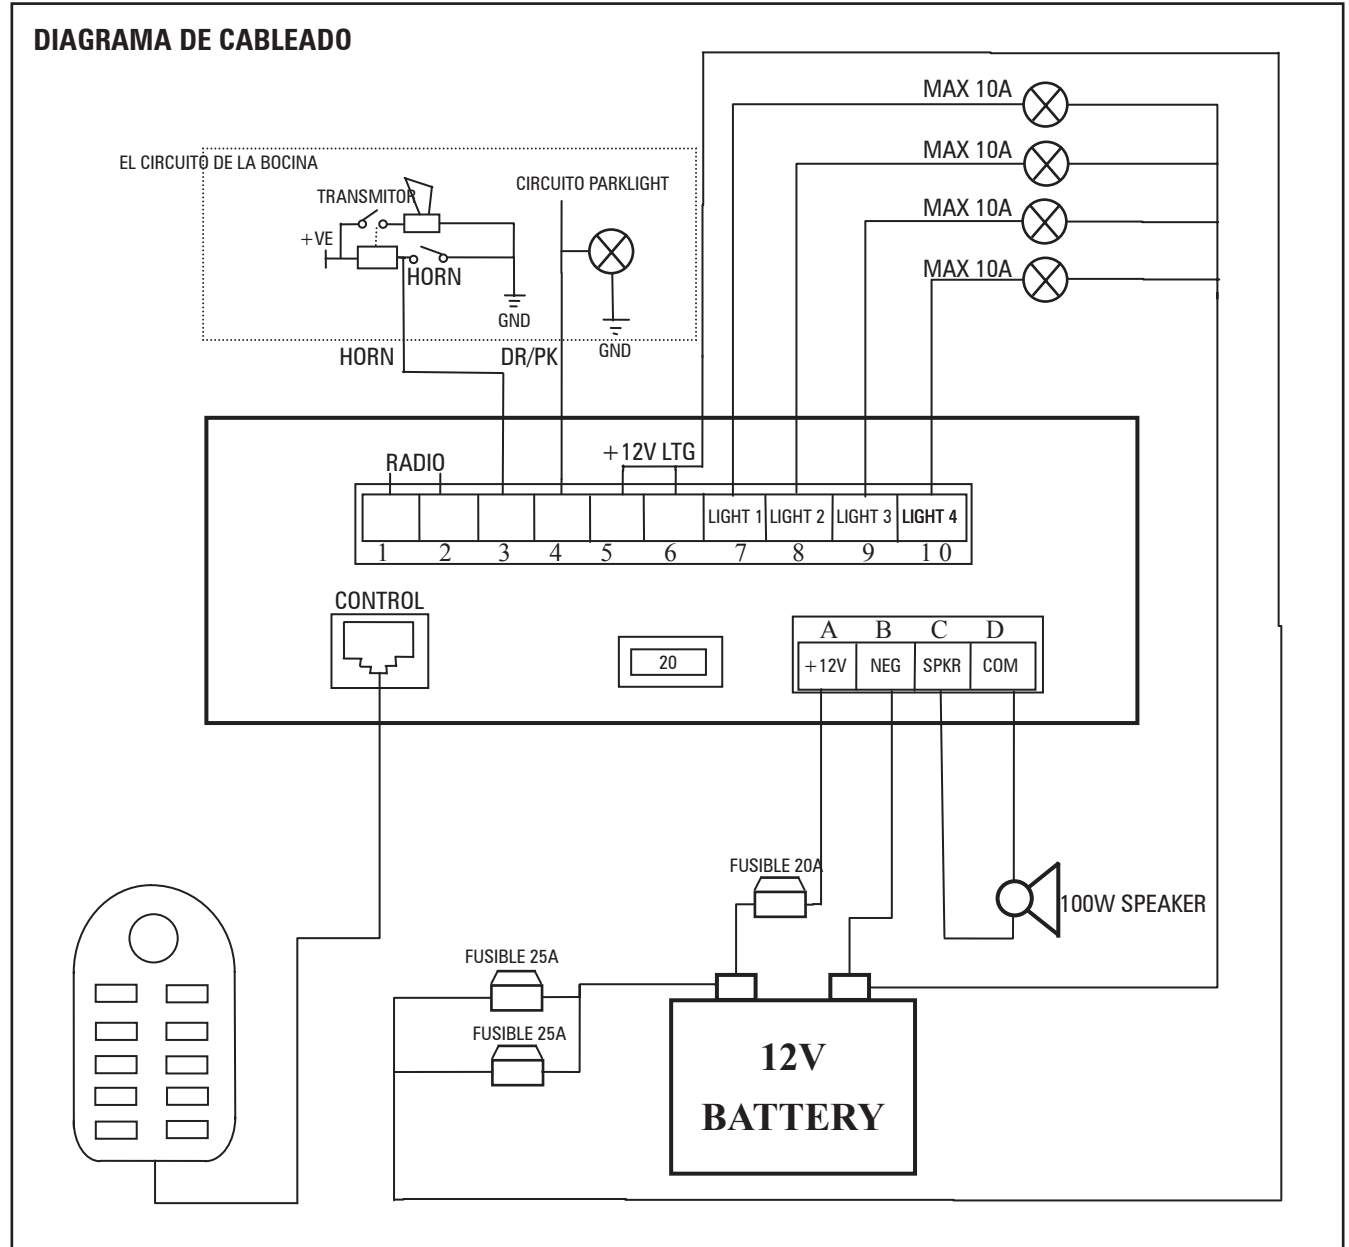 DIAGRAMA DE CABLEADO
MAX 10A
MAX 10A
MAX 10A
MAX 10A
EL CIRCUITO DE LA BOCINA
TRANSMITOR
CIRCUITO PARKLIGHT
+VE
HORN
GND
GND
HORN
DR/PK
RADIO
+12V LTG
LIGHT 1 LIGHT 2 LIGHT 3 LIGHT 4
1 2 3 4 5 6 7 8 9 10
CONTROL
20
A B C D
+12V NEG SPKR COM
FUSIBLE 20A
100W SPEAKER
FUSIBLE 25A
FUSIBLE 25A
12V
BATTERY